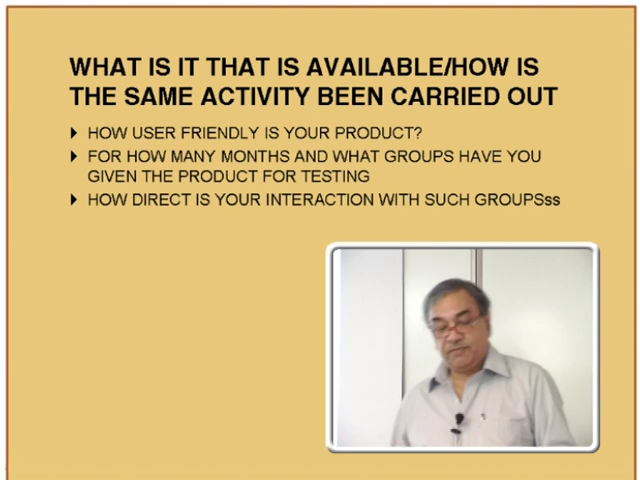 WHAT IS IT THAT IS AVAILABLE/HOW IS
THE SAME ACTIVITY BEEN CARRIED OUT
HOW USER FRIENDLY IS YOUR PRODUCT?
FOR HOW MANY MONTHS AND WHAT GROUPS HAVE YOU
GIVEN THE PRODUCT FOR TESTING
HOW DIRECT IS YOUR INTERACTION WITH SUCH GROUPSss